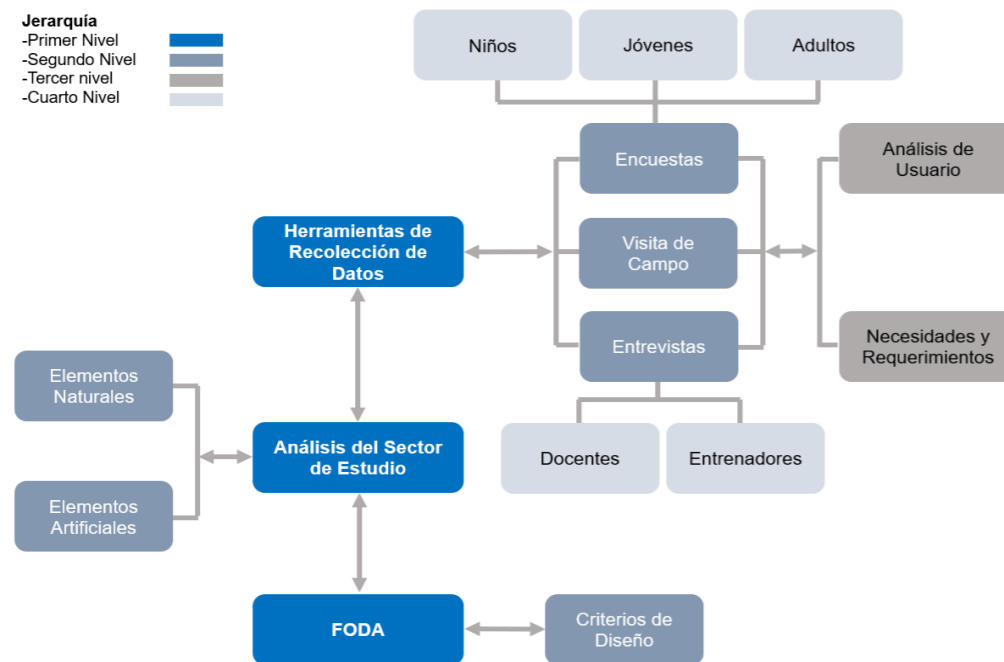 Jerarquía
-Primer Nivel
-Segundo Nivel
-Tercer nivel
-Cuarto Nivel
Niños
Jóvenes
Adultos
Encuestas
Análisis de
Usuario
Herramientas de
Recolección de
Datos
Visita de
Campo
Entrevistas
Necesidades y
Requerimientos
Elementos
Naturales
Análisis del Sector
de Estudio
Docentes
Entrenadores
Elementos
Artificiales
FODA
Criterios de
Diseño